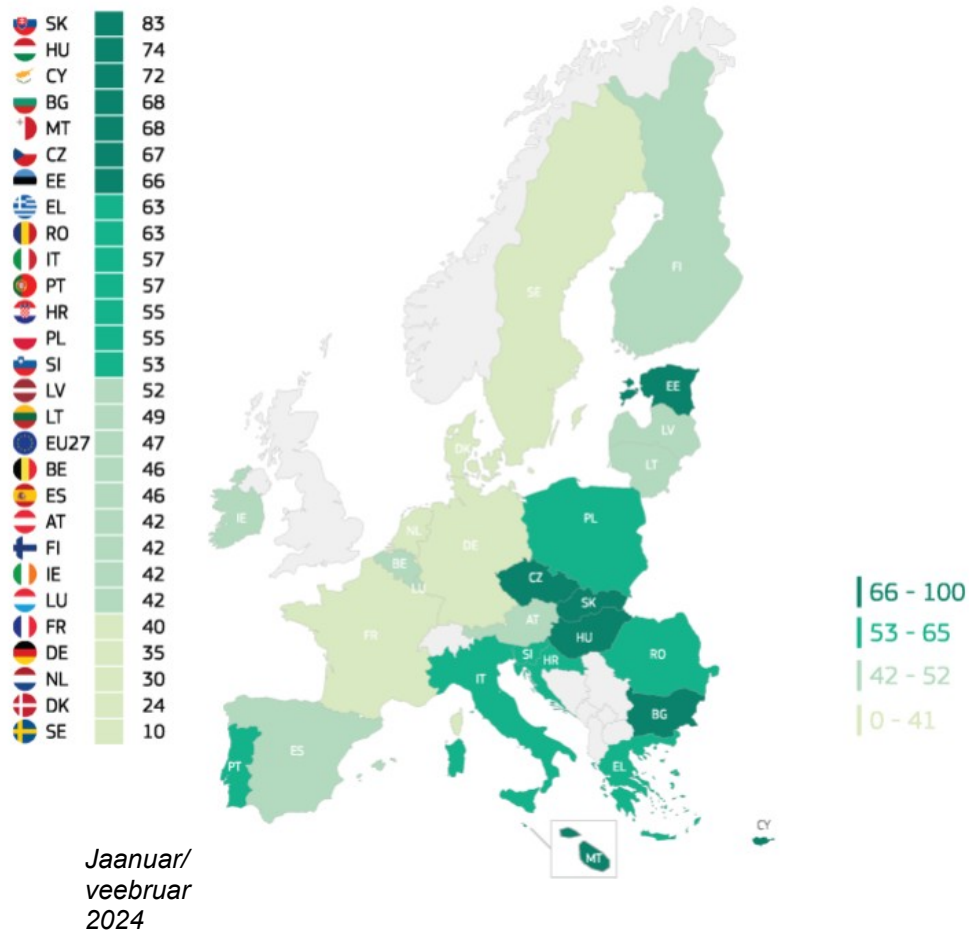 SK 83
HU 74
CY 72
BG 68
MT 68
CZ 67
EE 66
EL 63
RO 63
IT 57
PT 57
HR 55
PL 55
SI 53
LV 52
LT 49
EU27 47
BE 46
ES 46
AT 42
FI 42
IE 42
LU 42
FR 40
DE 35
NL 30
DK 24
SE 10
FI
SE
EE
LV
LT
DK
IE
NL
PL
DE
BE
LU
CZ
SK
FR
AT
HU
SI
HR
RO
IT
BG
ES
PT
EL
CY
MT
66 - 100
53 - 65
42 - 52
0 - 41
Jaanuar/
veebruar
2024